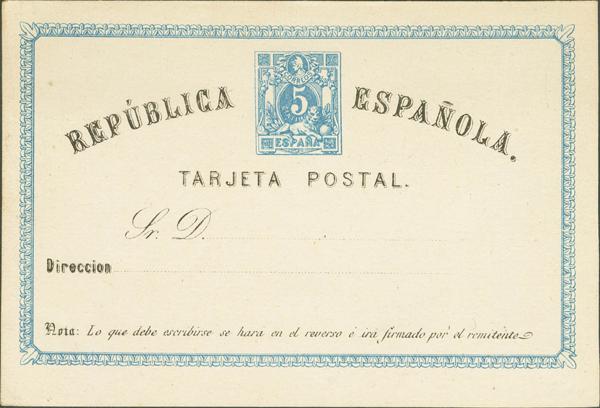 REPÚBLICA ESPAÑOLA.
CORREOS
5
ESPAÑA
TARJETA POSTAL.
Sr. D.
Direccion
Nota: Lo que debe escribirse se hara en el reverso é irá firmado por el remitente